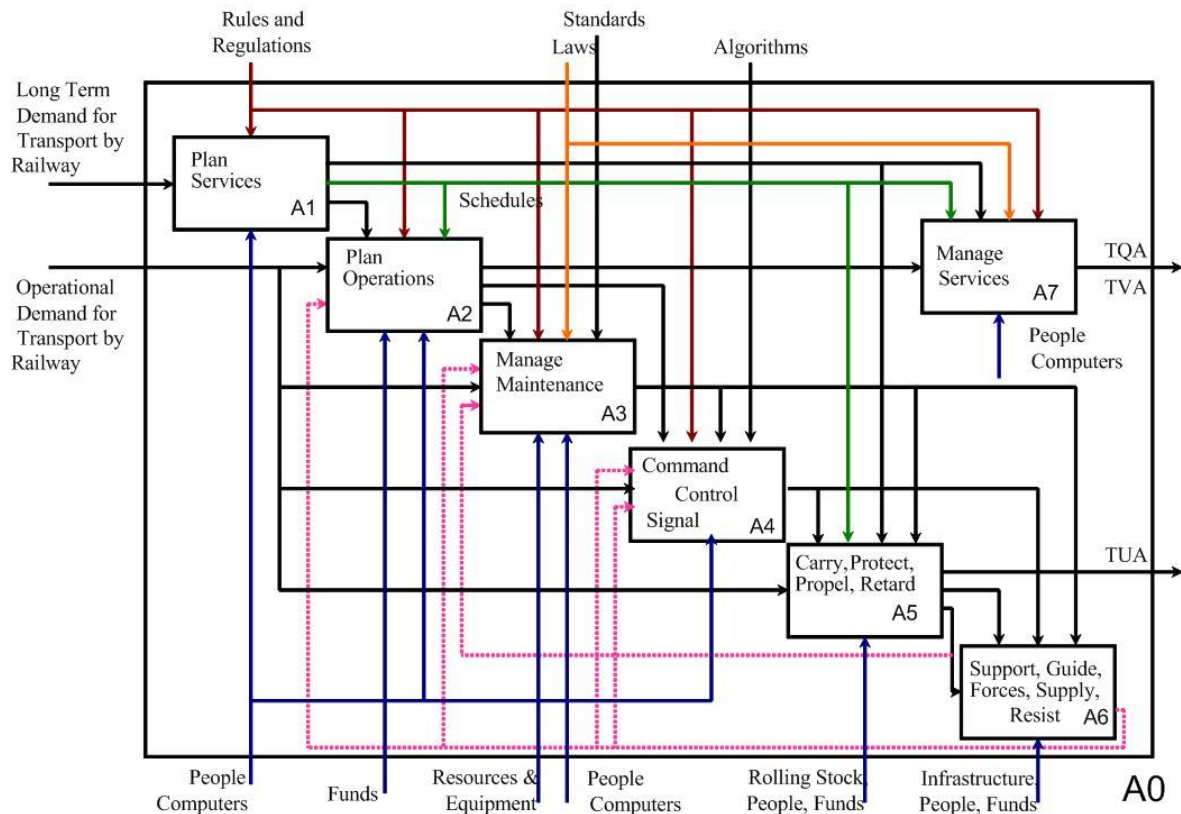 Rules and
Regulations
Standards
Laws
Algorithms
Long Term
Demand for
Transport by
Railway
Plan
Services
A1
Schedules
Plan
Operations
A2
Manage
Services
A7
TQA
TVA
Operational
Demand for
Transport by
Railway
People
Computers
Manage
Maintenance
A3
Command
Control
Signal
A4
Carry, Protect,
Propel, Retard
A5
TUA
Support, Guide,
Forces, Supply,
Resist
A6
People
Computers
Funds
Resources &
Equipment
People
Computers
Rolling Stock,
People, Funds
Infrastructure,
People, Funds
A0